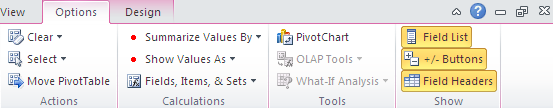 View Options Design
Clear Summarize Values By PivotChart Field List
Select Show Values As OLAP Tools +/- Buttons
Move PivotTable Fields, Items, & Sets What-If Analysis Field Headers
Actions Calculations Tools Show